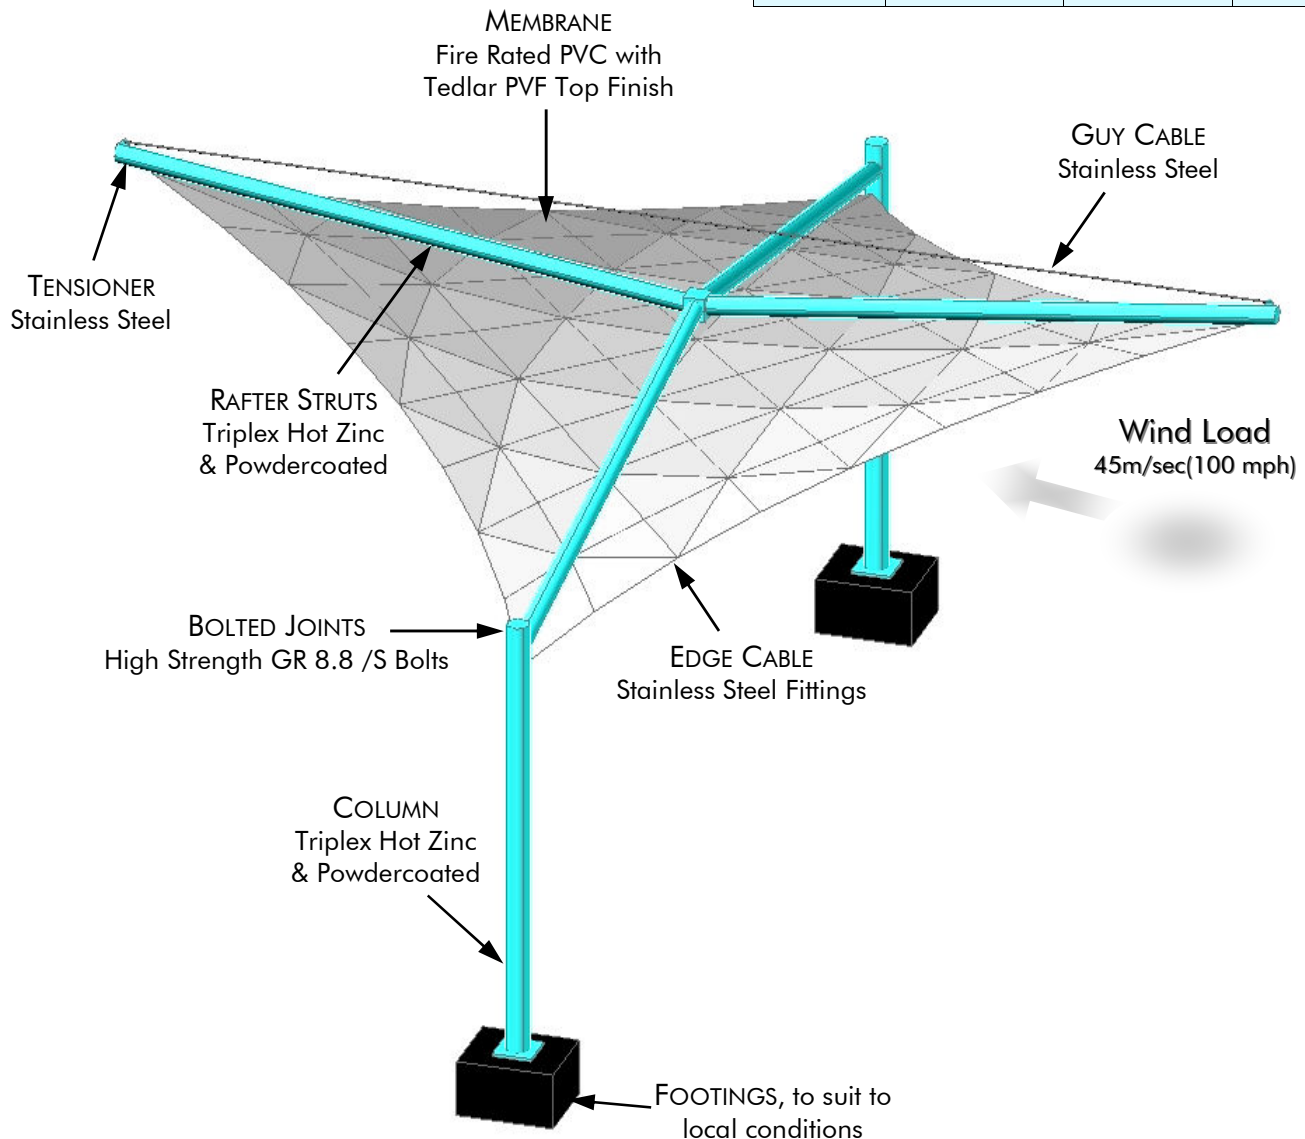 MEMBRANE
Fire Rated PVC with
Tedlar PVF Top Finish
GUY CABLE
Stainless Steel
TENSIONER
Stainless Steel
RAFTER STRUTS
Triplex Hot Zinc
& Powdercoated
Wind Load
45m/sec(100 mph)
BOLTED JOINTS
High Strength GR 8.8 /S Bolts
EDGE CABLE
Stainless Steel Fittings
COLUMN
Triplex Hot Zinc
& Powdercoated
FOOTINGS, to suit to
local conditions